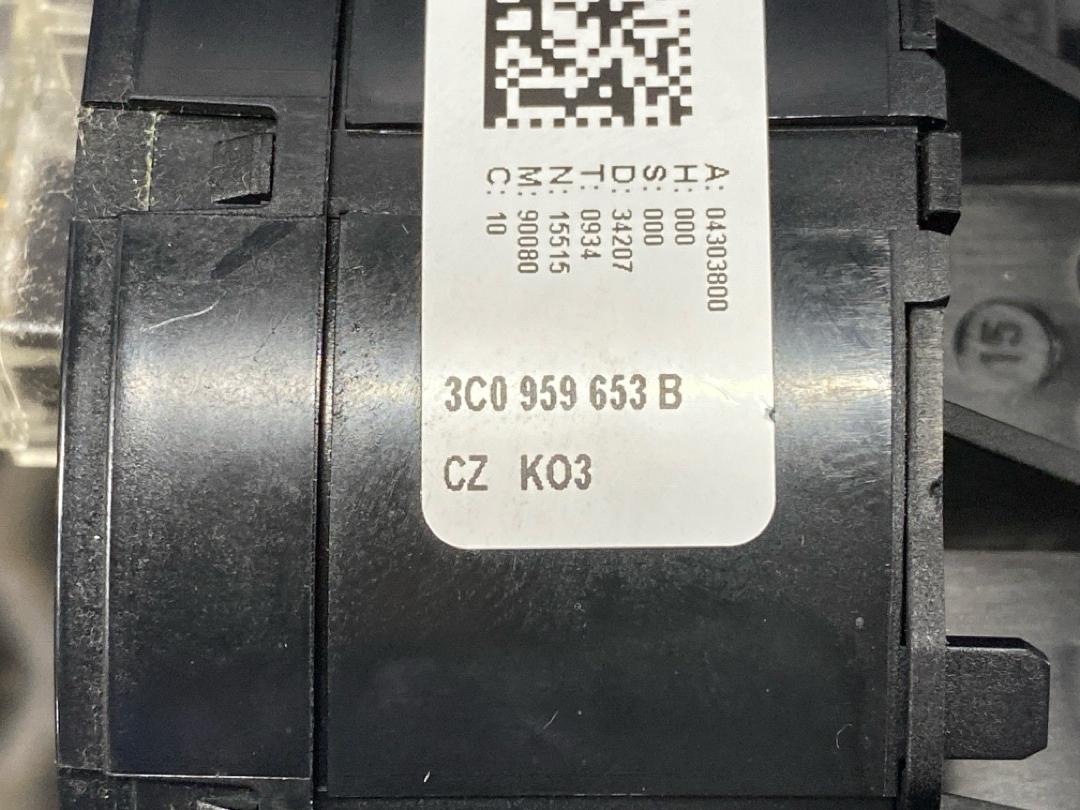 A: 04303800
H: 000
S: 000
D: 34207
T: 0934
N: 15515
M: 90080
C: 10
3C0 959 653 B
CZ KO3
15